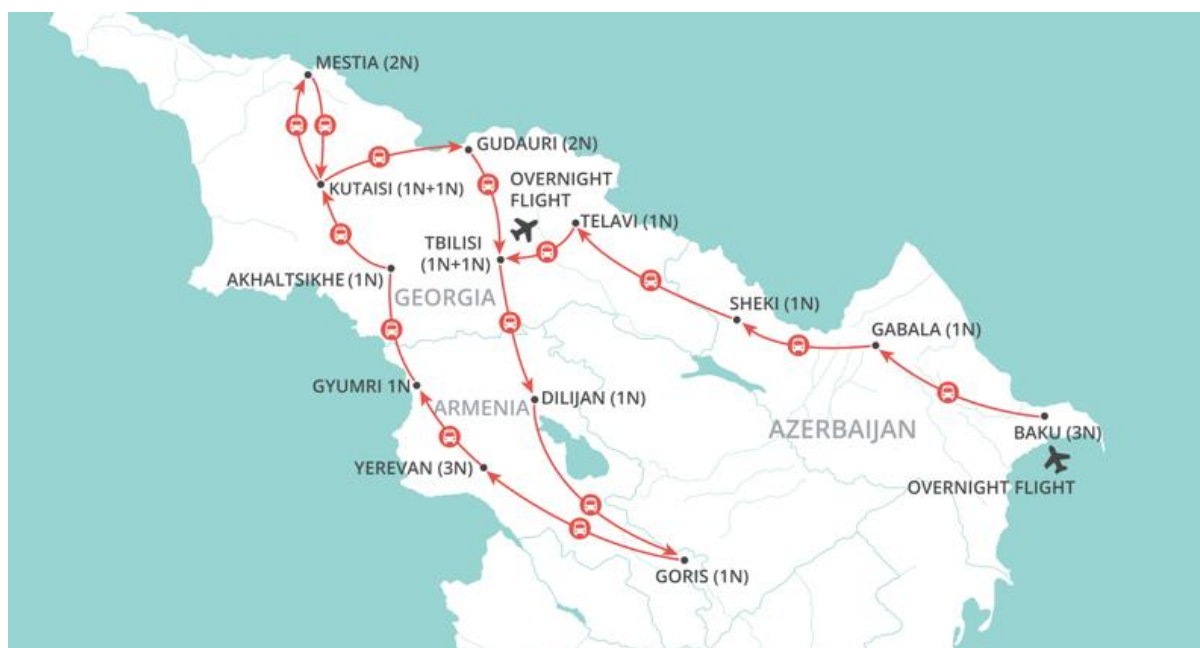 MESTIA (2N)
GUDAURI (2N)
OVERNIGHT
FLIGHT
KUTAISI (1N+1N)
TELAVI (1N)
TBILISI
(1N+1N)
AKHALTSIKHE (1N)
GEORGIA
SHEKI (1N)
GABALA (1N)
GYUMRI 1N
ARMENIA
DILIJAN (1N)
AZERBAIJAN
BAKU (3N)
YEREVAN (3N)
OVERNIGHT FLIGHT
GORIS (1N)